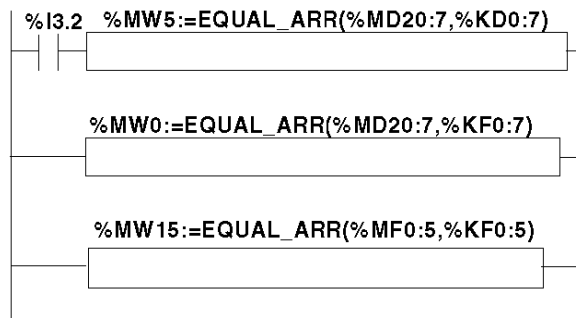 %I3.2 %MW5:=EQUAL_ARR(%MD20:7,%KD0:7)
%MW0:=EQUAL_ARR(%MD20:7,%KF0:7)
%MW15:=EQUAL_ARR(%MF0:5,%KF0:5)